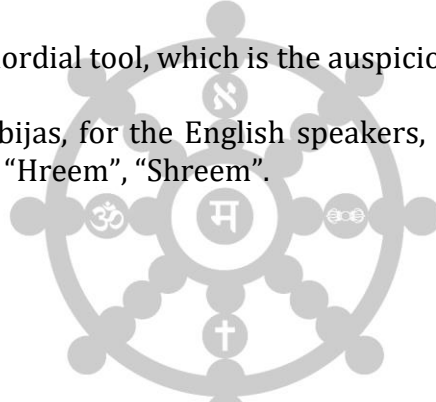 ordial tool, which is the auspicio
א
bijas, for the English speakers,
“Hreem”, “Shreem”.
ॐ म